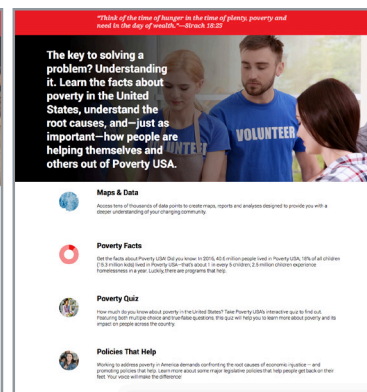 "Think of the time of hunger in the time of plenty, poverty and
need in the day of wealth."—Sirach 18:25
The key to solving a
problem? Understanding
it. Learn the facts about
poverty in the United
States, understand the
root causes, and—just as
important—how people are
helping themselves and
others out of Poverty USA.
UNTEE
VOLUNTEER
Maps & Data
Access tens of thousands of data points to create maps, reports and analyses designed to provide you with a
deeper understanding of your changing community.
Poverty Facts
Get the facts about Poverty USA! Did you know: In 2016, 40.6 million people lived in Poverty USA. 18% of all children
(13.3 million kids) lived in Poverty USA—that's about 1 in every 5 children. 2.5 million children experience
homelessness in a year. Luckily, there are programs that help.
Poverty Quiz
How much do you know about poverty in the United States? Take Poverty USA's interactive quiz to find out.
Featuring both multiple choice and true-false questions, this quiz will help you to learn more about poverty and its
impact on people across the country.
Policies That Help
Working to address poverty in America demands confronting the root causes of economic injustice — and
promoting policies that help. Learn more about some major legislative policies that help people get back on their
feet. Your voice will make the difference!